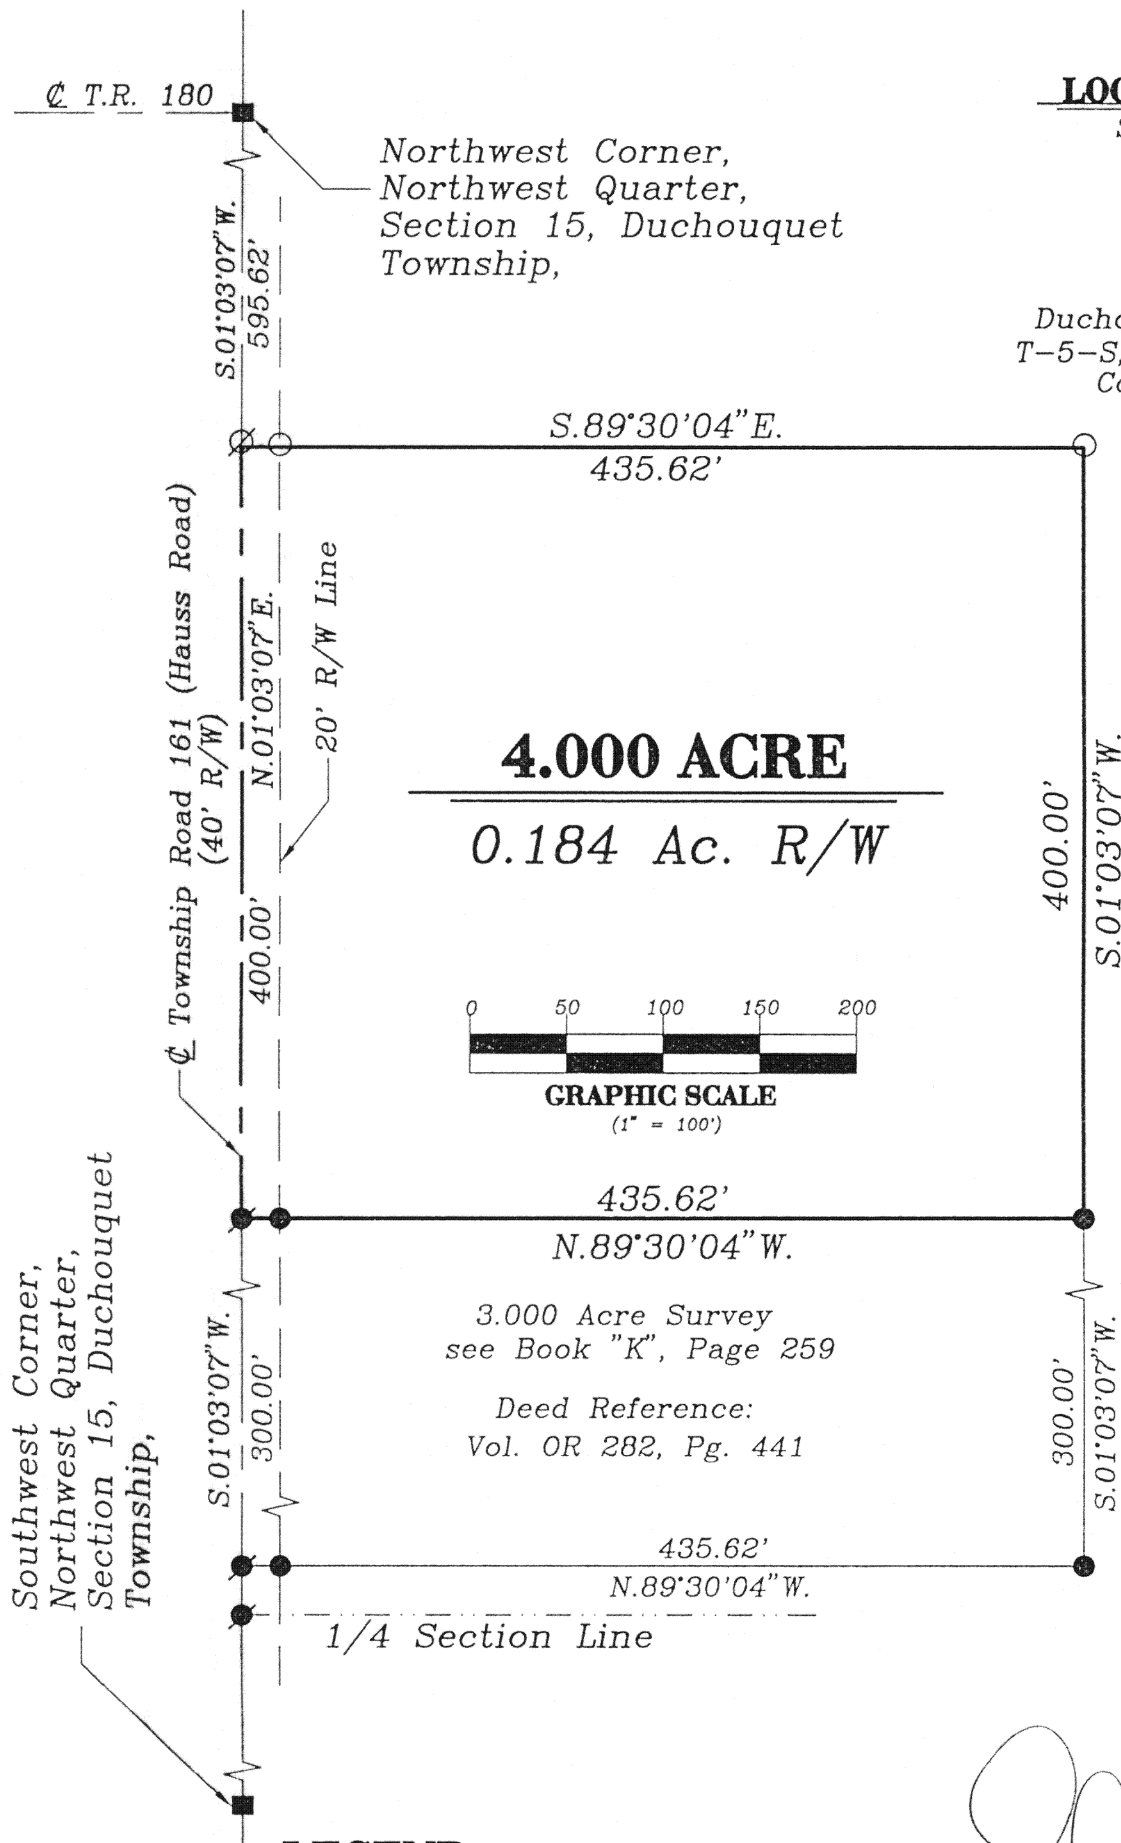 ℄ T.R. 180
Northwest Corner,
Northwest Quarter,
Section 15, Duchouquet
Township,
S.01°03'07"W.
595.62'
T-5-S,
S.89°30'04"E.
435.62'
℄ Township Road 161 (Hauss Road)
(40' R/W)
N.01°03'07"E.
400.00'
20' R/W Line
4.000 ACRE
0.184 Ac. R/W
400.00'
S.01°03'07"W.
0 50 100 150 200
GRAPHIC SCALE
(1" = 100')
435.62'
N.89°30'04"W.
3.000 Acre Survey
see Book "K", Page 259
Deed Reference:
Vol. OR 282, Pg. 441
S.01°03'07"W.
300.00'
300.00'
S.01°03'07"W.
435.62'
N.89°30'04"W.
1/4 Section Line
Southwest Corner,
Northwest Quarter,
Section 15, Duchouquet
Township,